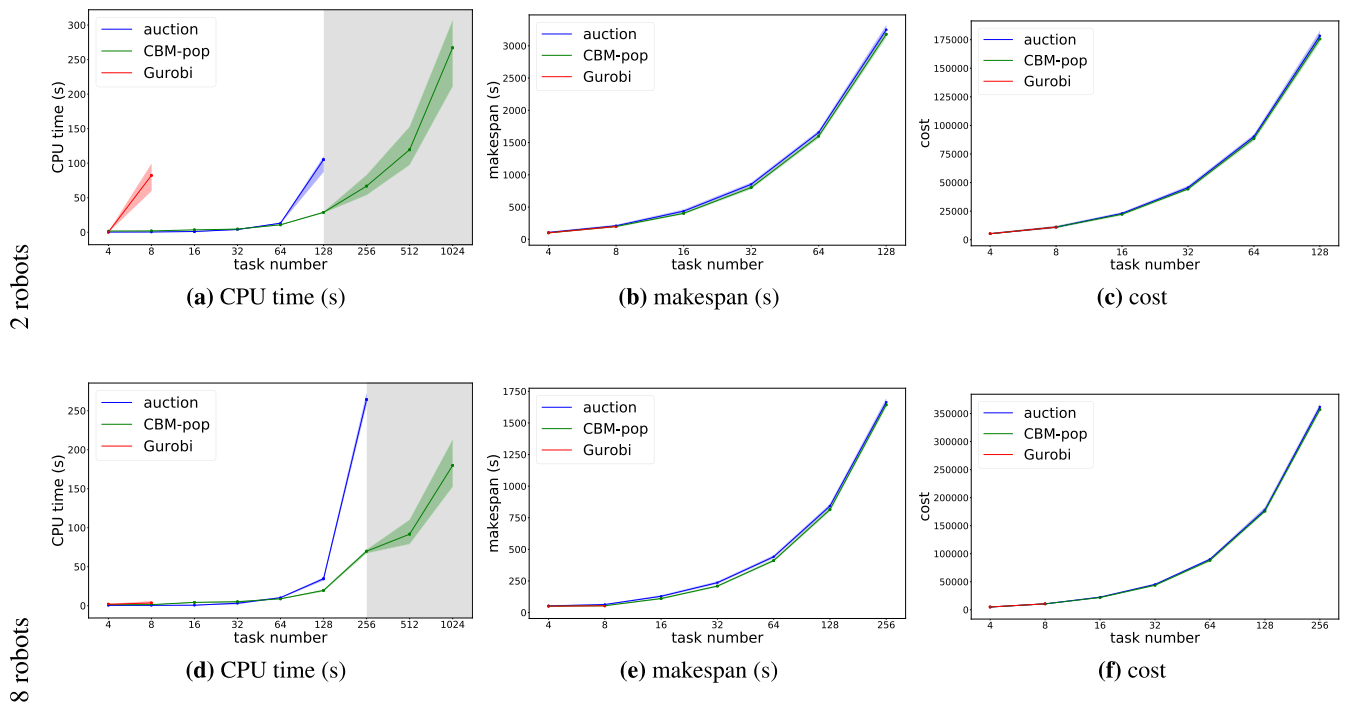 2 robots
300
250
200
150
100
50
0
CPU time (s)
auction
CBM-pop
Gurobi
4 8 16 32 64 128 256 512 1024
task number
(a) CPU time (s)
3000
2500
2000
1500
1000
500
0
makespan (s)
auction
CBM-pop
Gurobi
4 8 16 32 64 128
task number
(b) makespan (s)
175000
150000
125000
100000
75000
50000
25000
0
cost
auction
CBM-pop
Gurobi
4 8 16 32 64 128
task number
(c) cost
8 robots
250
200
150
100
50
0
CPU time (s)
auction
CBM-pop
Gurobi
4 8 16 32 64 128 256 512 1024
task number
(d) CPU time (s)
1750
1500
1250
1000
750
500
250
0
makespan (s)
auction
CBM-pop
Gurobi
4 8 16 32 64 128 256
task number
(e) makespan (s)
350000
300000
250000
200000
150000
100000
50000
0
cost
auction
CBM-pop
Gurobi
4 8 16 32 64 128 256
task number
(f) cost